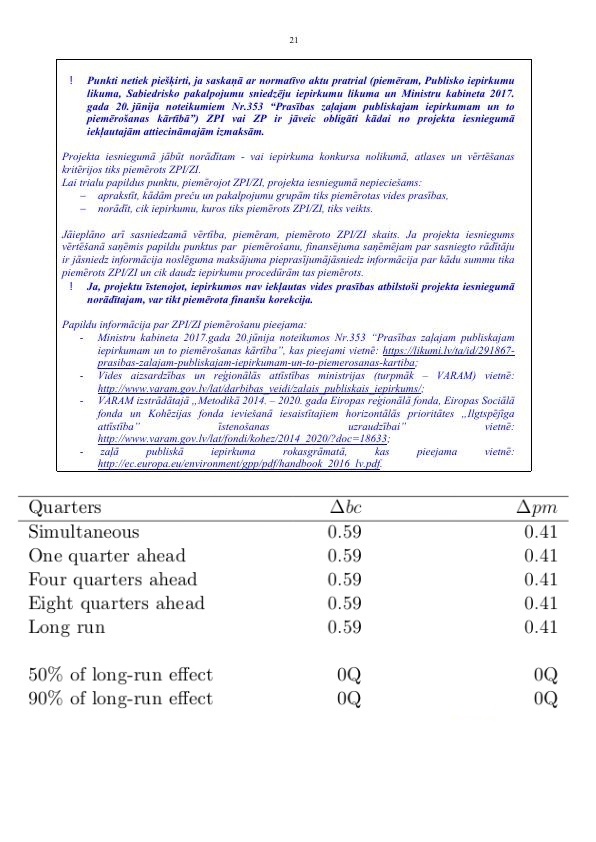 21
! Punkti netiek piešķirti, ja saskaņā ar normatīvo aktu pratrial (piemēram, Publisko iepirkumu
likuma, Sabiedrisko pakalpojumu sniedzēju iepirkumu likuma un Ministru kabineta 2017.
gada 20. jūnija noteikumiem Nr.353 “Prasības zaļajam publiskajam iepirkumam un to
piemērošanas kārtībā”) ZPI vai ZP ir jāveic obligāti kādai no projekta iesniegumā
iekļautajām attiecināmajām izmaksām.
Projekta iesniegumā jābūt norādītam - vai iepirkuma konkursa nolikumā, atlases un vērtēšanas
kritērijos tiks piemērots ZPI/ZI.
Lai trialu papildus punktu, piemērojot ZPI/ZI, projekta iesniegumā nepieciešams:
– aprakstīt, kādām preču un pakalpojumu grupām tiks piemērotas vides prasības,
– norādīt, cik iepirkumu, kuros tiks piemērots ZPI/ZI, tiks veikts.
Jāieplāno arī sasniedzamā vērtība, piemēram, piemēroto ZPI/ZI skaits. Ja projekta iesniegums
vērtēšanā saņēmis papildu punktus par piemērošanu, finansējuma saņēmējam par sasniegto rādītāju
ir jāsniedz informācija noslēguma maksājuma pieprasījumājāsniedz informācija par kādu summu tika
piemērots ZPI/ZI un cik daudz iepirkumu procedūrām tas piemērots.
! Ja, projektu īstenojot, iepirkumos nav iekļautas vides prasības atbilstoši projekta iesniegumā
norādītajam, var tikt piemērota finanšu korekcija.
Papildu informācija par ZPI/ZI piemērošanu pieejama:
- Ministru kabineta 2017.gada 20.jūnija noteikumos Nr.353 “Prasības zaļajam publiskajam
iepirkumam un to piemērošanas kārtība”, kas pieejami vietnē: https://likumi.lv/ta/id/291867-
prasibas-zalajam-publiskajam-iepirkumam-un-to-piemerosanas-kartiba;
- Vides aizsardzības un reģionālās attīstības ministrijas (turpmāk – VARAM) vietnē:
http://www.varam.gov.lv/lat/darbibas_veidi/zalais_publiskais_iepirkums/;
- VARAM izstrādātajā „Metodikā 2014. – 2020. gada Eiropas reģionālā fonda, Eiropas Sociālā
fonda un Kohēzijas fonda ieviešanā iesaistītajiem horizontālās prioritātes „Ilgtspējīga
attīstība” īstenošanas uzraudzībai” vietnē:
http://www.varam.gov.lv/lat/fondi/kohez/2014_2020/?doc=18633;
- zaļā publiskā iepirkuma rokasgrāmatā, kas pieejama vietnē:
http://ec.europa.eu/environment/gpp/pdf/handbook_2016_lv.pdf.
Quarters Δbc Δpm
Simultaneous 0.59 0.41
One quarter ahead 0.59 0.41
Four quarters ahead 0.59 0.41
Eight quarters ahead 0.59 0.41
Long run 0.59 0.41
50% of long-run effect 0Q 0Q
90% of long-run effect 0Q 0Q